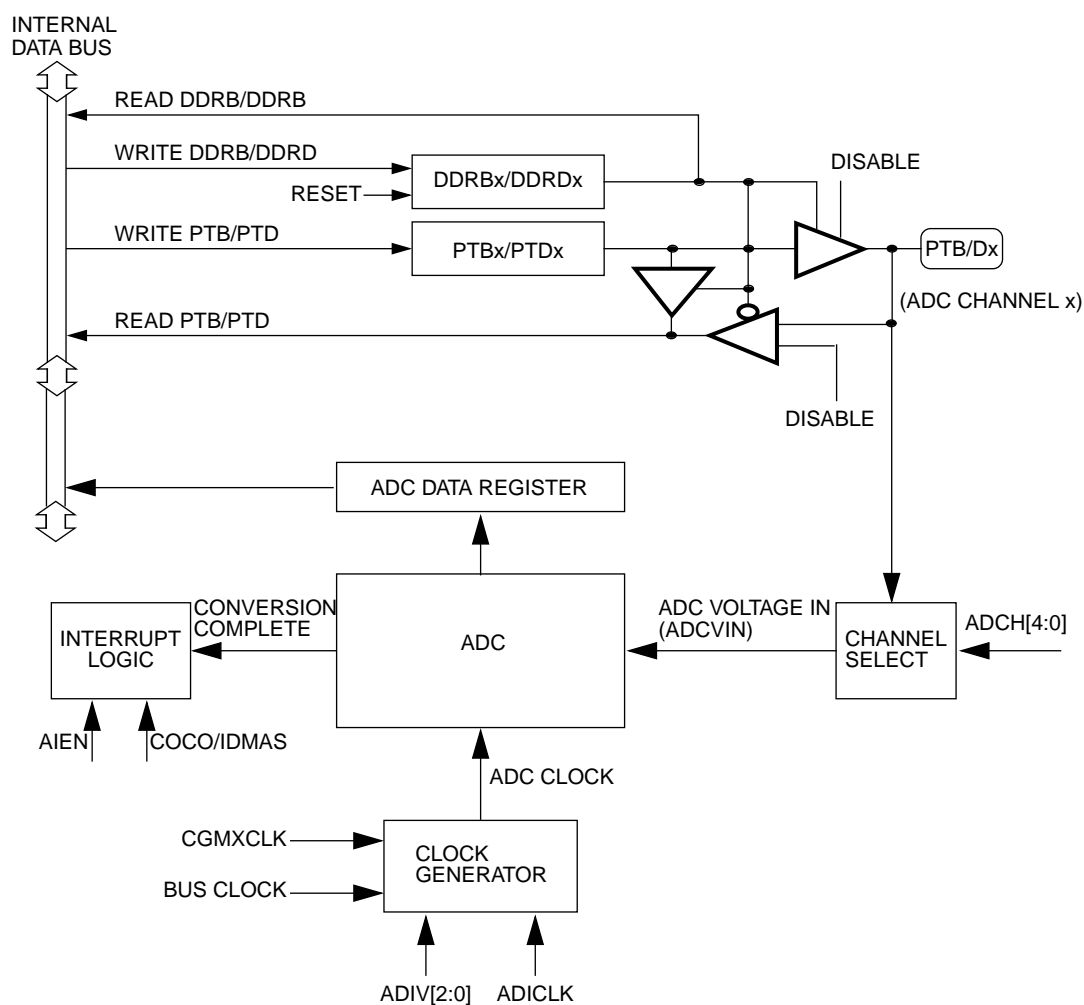 INTERNAL
DATA BUS
READ DDRB/DDRB
WRITE DDRB/DDRD
RESET
DDRBx/DDRDx
DISABLE
WRITE PTB/PTD
PTBx/PTDx
PTB/Dx
(ADC CHANNEL x)
READ PTB/PTD
DISABLE
ADC DATA REGISTER
INTERRUPT
LOGIC
CONVERSION
COMPLETE
ADC
ADC VOLTAGE IN
(ADCVIN)
CHANNEL
SELECT
ADCH[4:0]
AIEN
COCO/IDMAS
ADC CLOCK
CGMXCLK
BUS CLOCK
CLOCK
GENERATOR
ADIV[2:0]
ADICLK